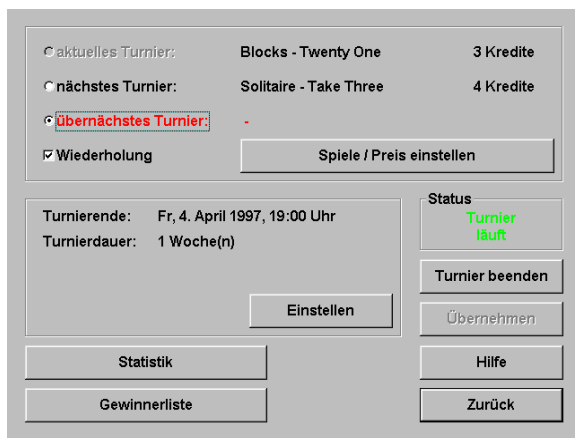 aktuelles Turnier: Blocks - Twenty One 3 Kredite
nächstes Turnier: Solitaire - Take Three 4 Kredite
übernächstes Turnier: -
Wiederholung Spiele / Preis einstellen
Turnierende: Fr, 4. April 1997, 19:00 Uhr
Turnierdauer: 1 Woche(n)
Einstellen
Status
Turnier
läuft
Turnier beenden
Übernehmen
Statistik
Hilfe
Gewinnerliste
Zurück